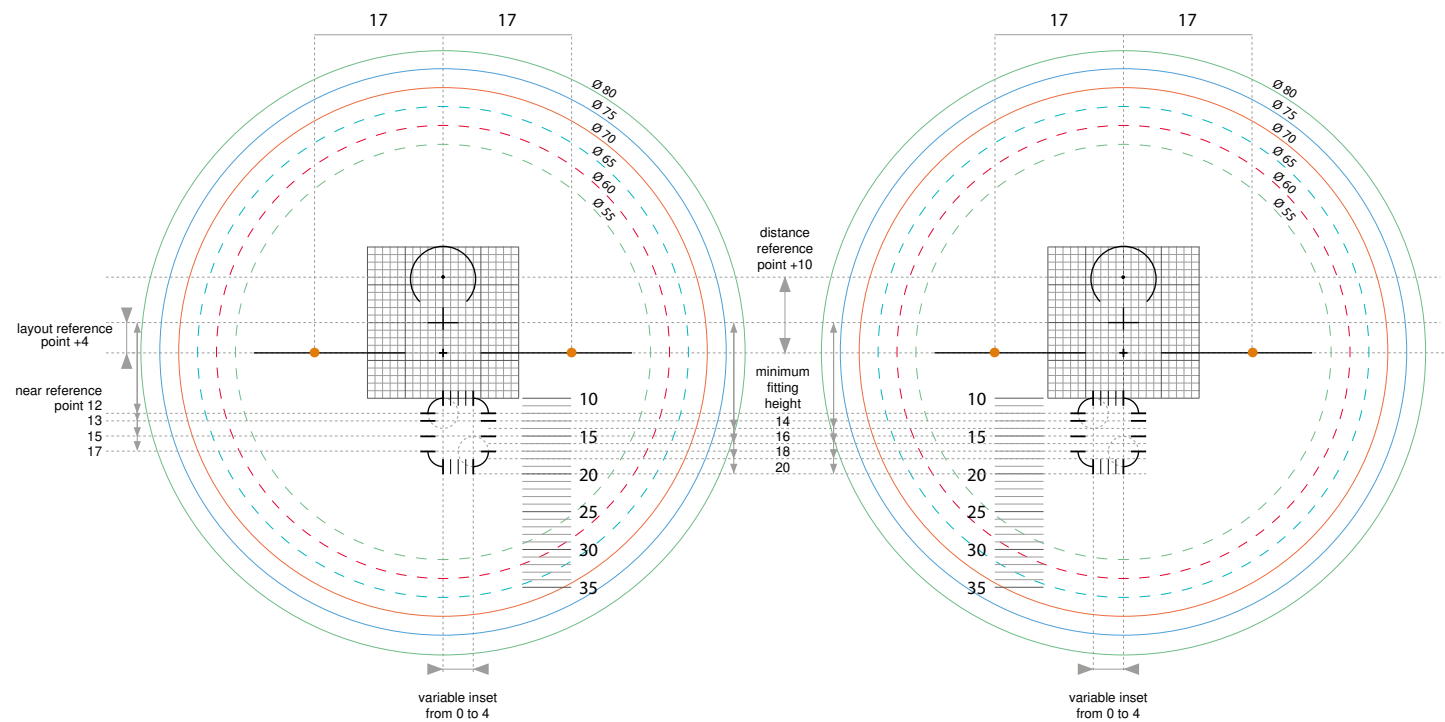 17 17
17 17
Ø 80
Ø 75
Ø 70
Ø 65
Ø 60
Ø 55
Ø 80
Ø 75
Ø 70
Ø 65
Ø 60
Ø 55
distance
reference
point +10
layout reference
point +4
near reference
point 12
13
15
17
10
15
20
25
30
35
minimum
fitting
height
14
16
18
20
10
15
20
25
30
35
variable inset
from 0 to 4
variable inset
from 0 to 4